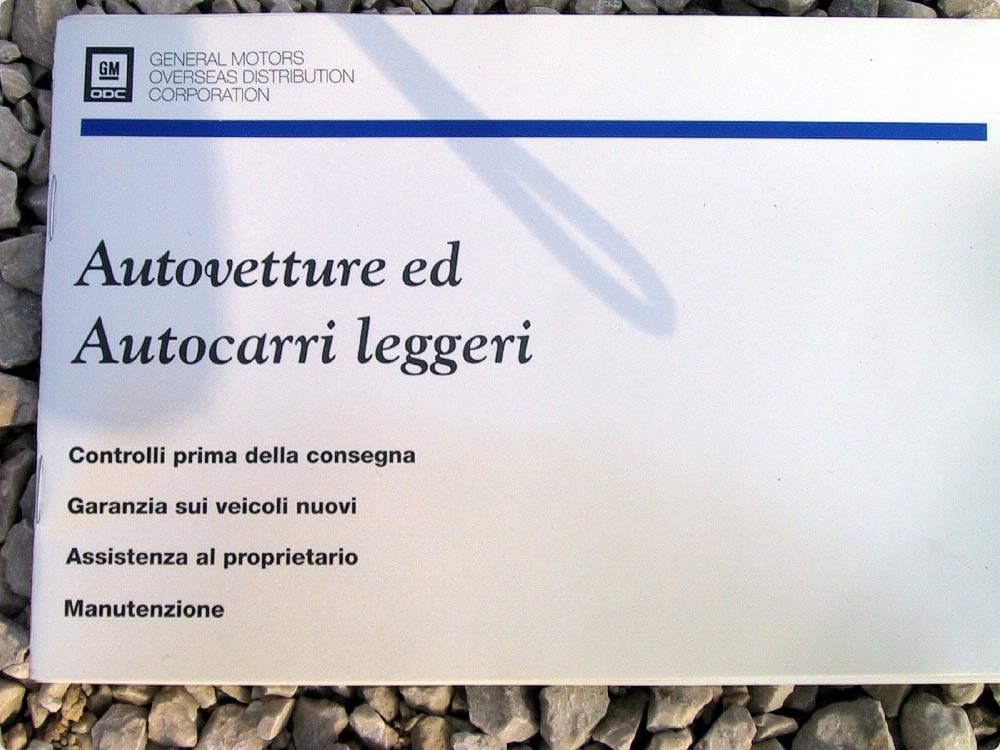 GM
ODC
GENERAL MOTORS
OVERSEAS DISTRIBUTION
CORPORATION
Autovetture ed
Autocarri leggeri
Controlli prima della consegna
Garanzia sui veicoli nuovi
Assistenza al proprietario
Manutenzione